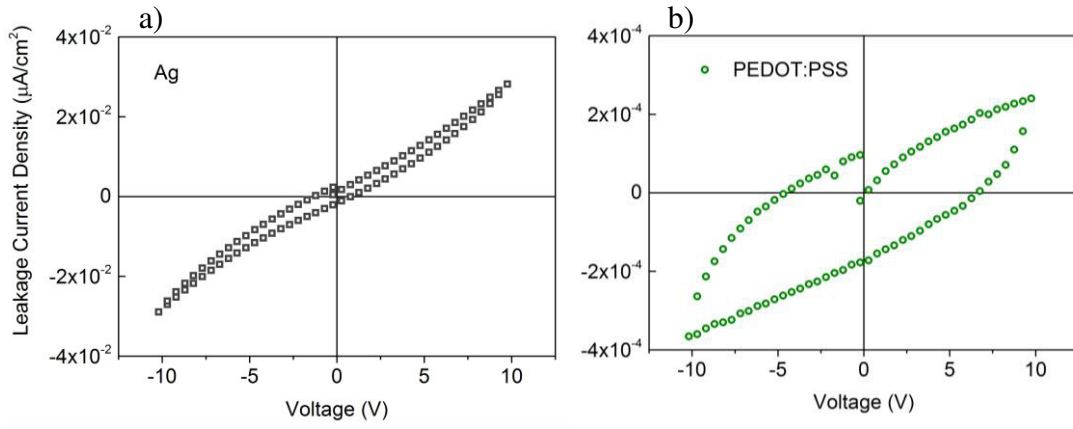 a)
Ag
Leakage Current Density (μA/cm²)
4x10⁻²
2x10⁻²
0
-2x10⁻²
-4x10⁻²
-10
-5
0
5
10
Voltage (V)
b)
PEDOT:PSS
4x10⁻⁴
2x10⁻⁴
0
-2x10⁻⁴
-4x10⁻⁴
-10
-5
0
5
10
Voltage (V)